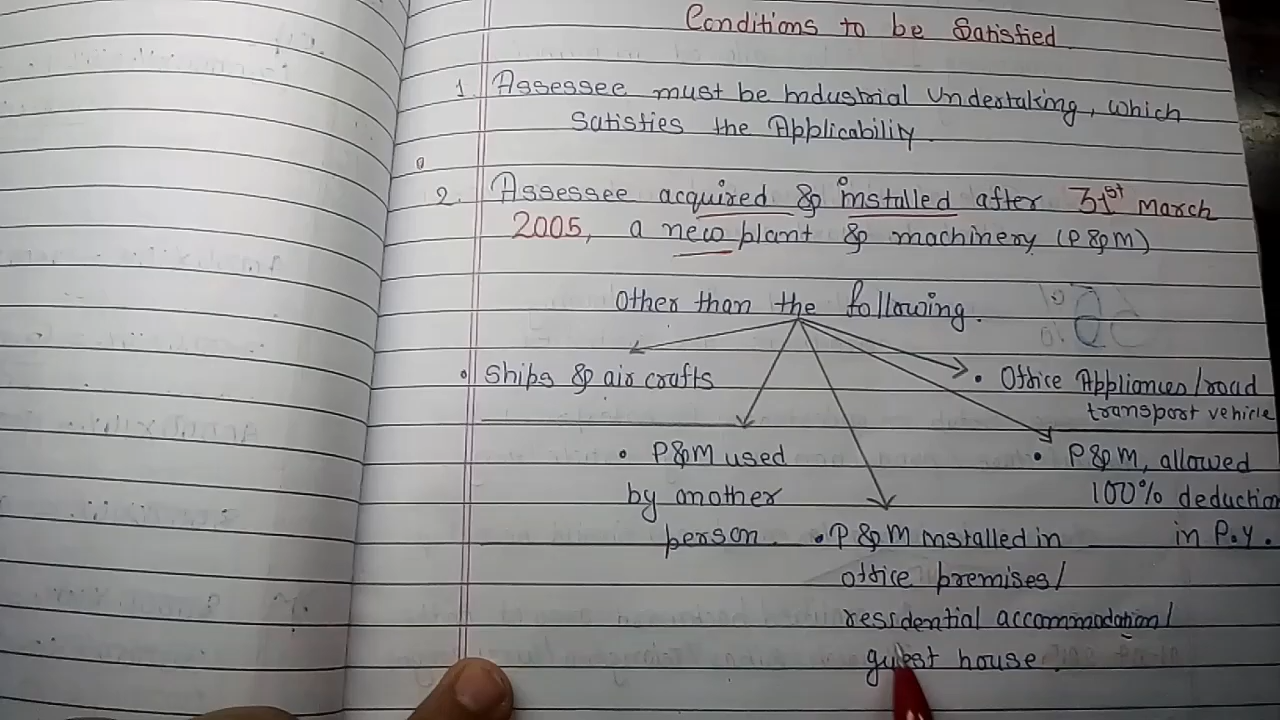 Conditions to be Satisfied
1. Assessee must be Industrial Undertaking, which
Satisfies the Applicability.
2. Assessee acquired & installed after 31st March
2005, a new plant & machinery (P&M)
Other than the following.
• Ships & air crafts
• Office Appliances/road
transport vehicle
• P&M used
by another
person.
• P&M, allowed
100% deduction
in P.Y.
• P&M Installed in
office premises/
residential accommodation/
guest house.